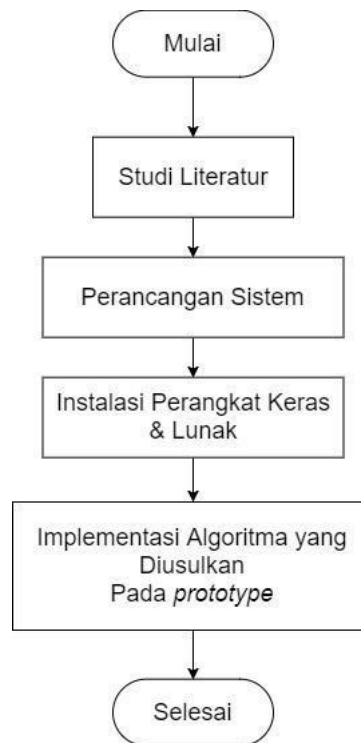 Mulai
Studi Literatur
Perancangan Sistem
Instalasi Perangkat Keras
& Lunak
Implementasi Algoritma yang
Diusulkan
Pada prototype
Selesai